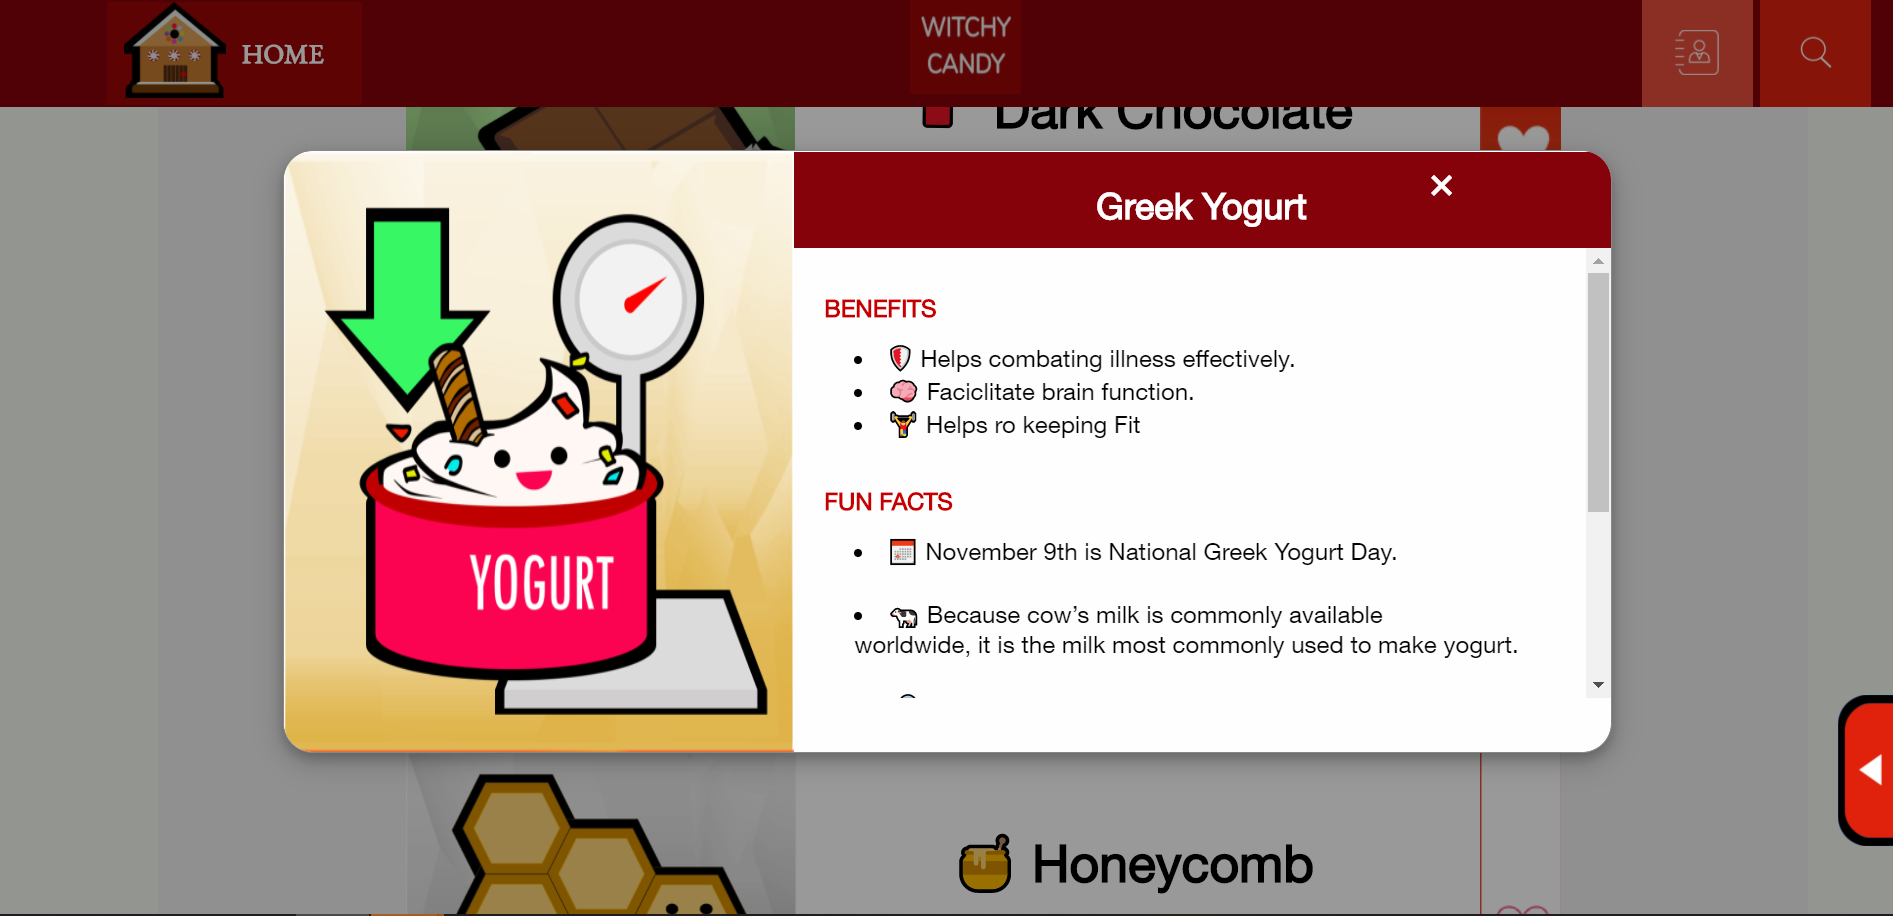 HOME
WITCHY
CANDY
Dark Chocolate
Greek Yogurt
YOGURT
BENEFITS
Helps combating illness effectively.
Faciclitate brain function.
Helps ro keeping Fit
FUN FACTS
November 9th is National Greek Yogurt Day.
Because cow’s milk is commonly available
worldwide, it is the milk most commonly used to make yogurt.
Honeycomb